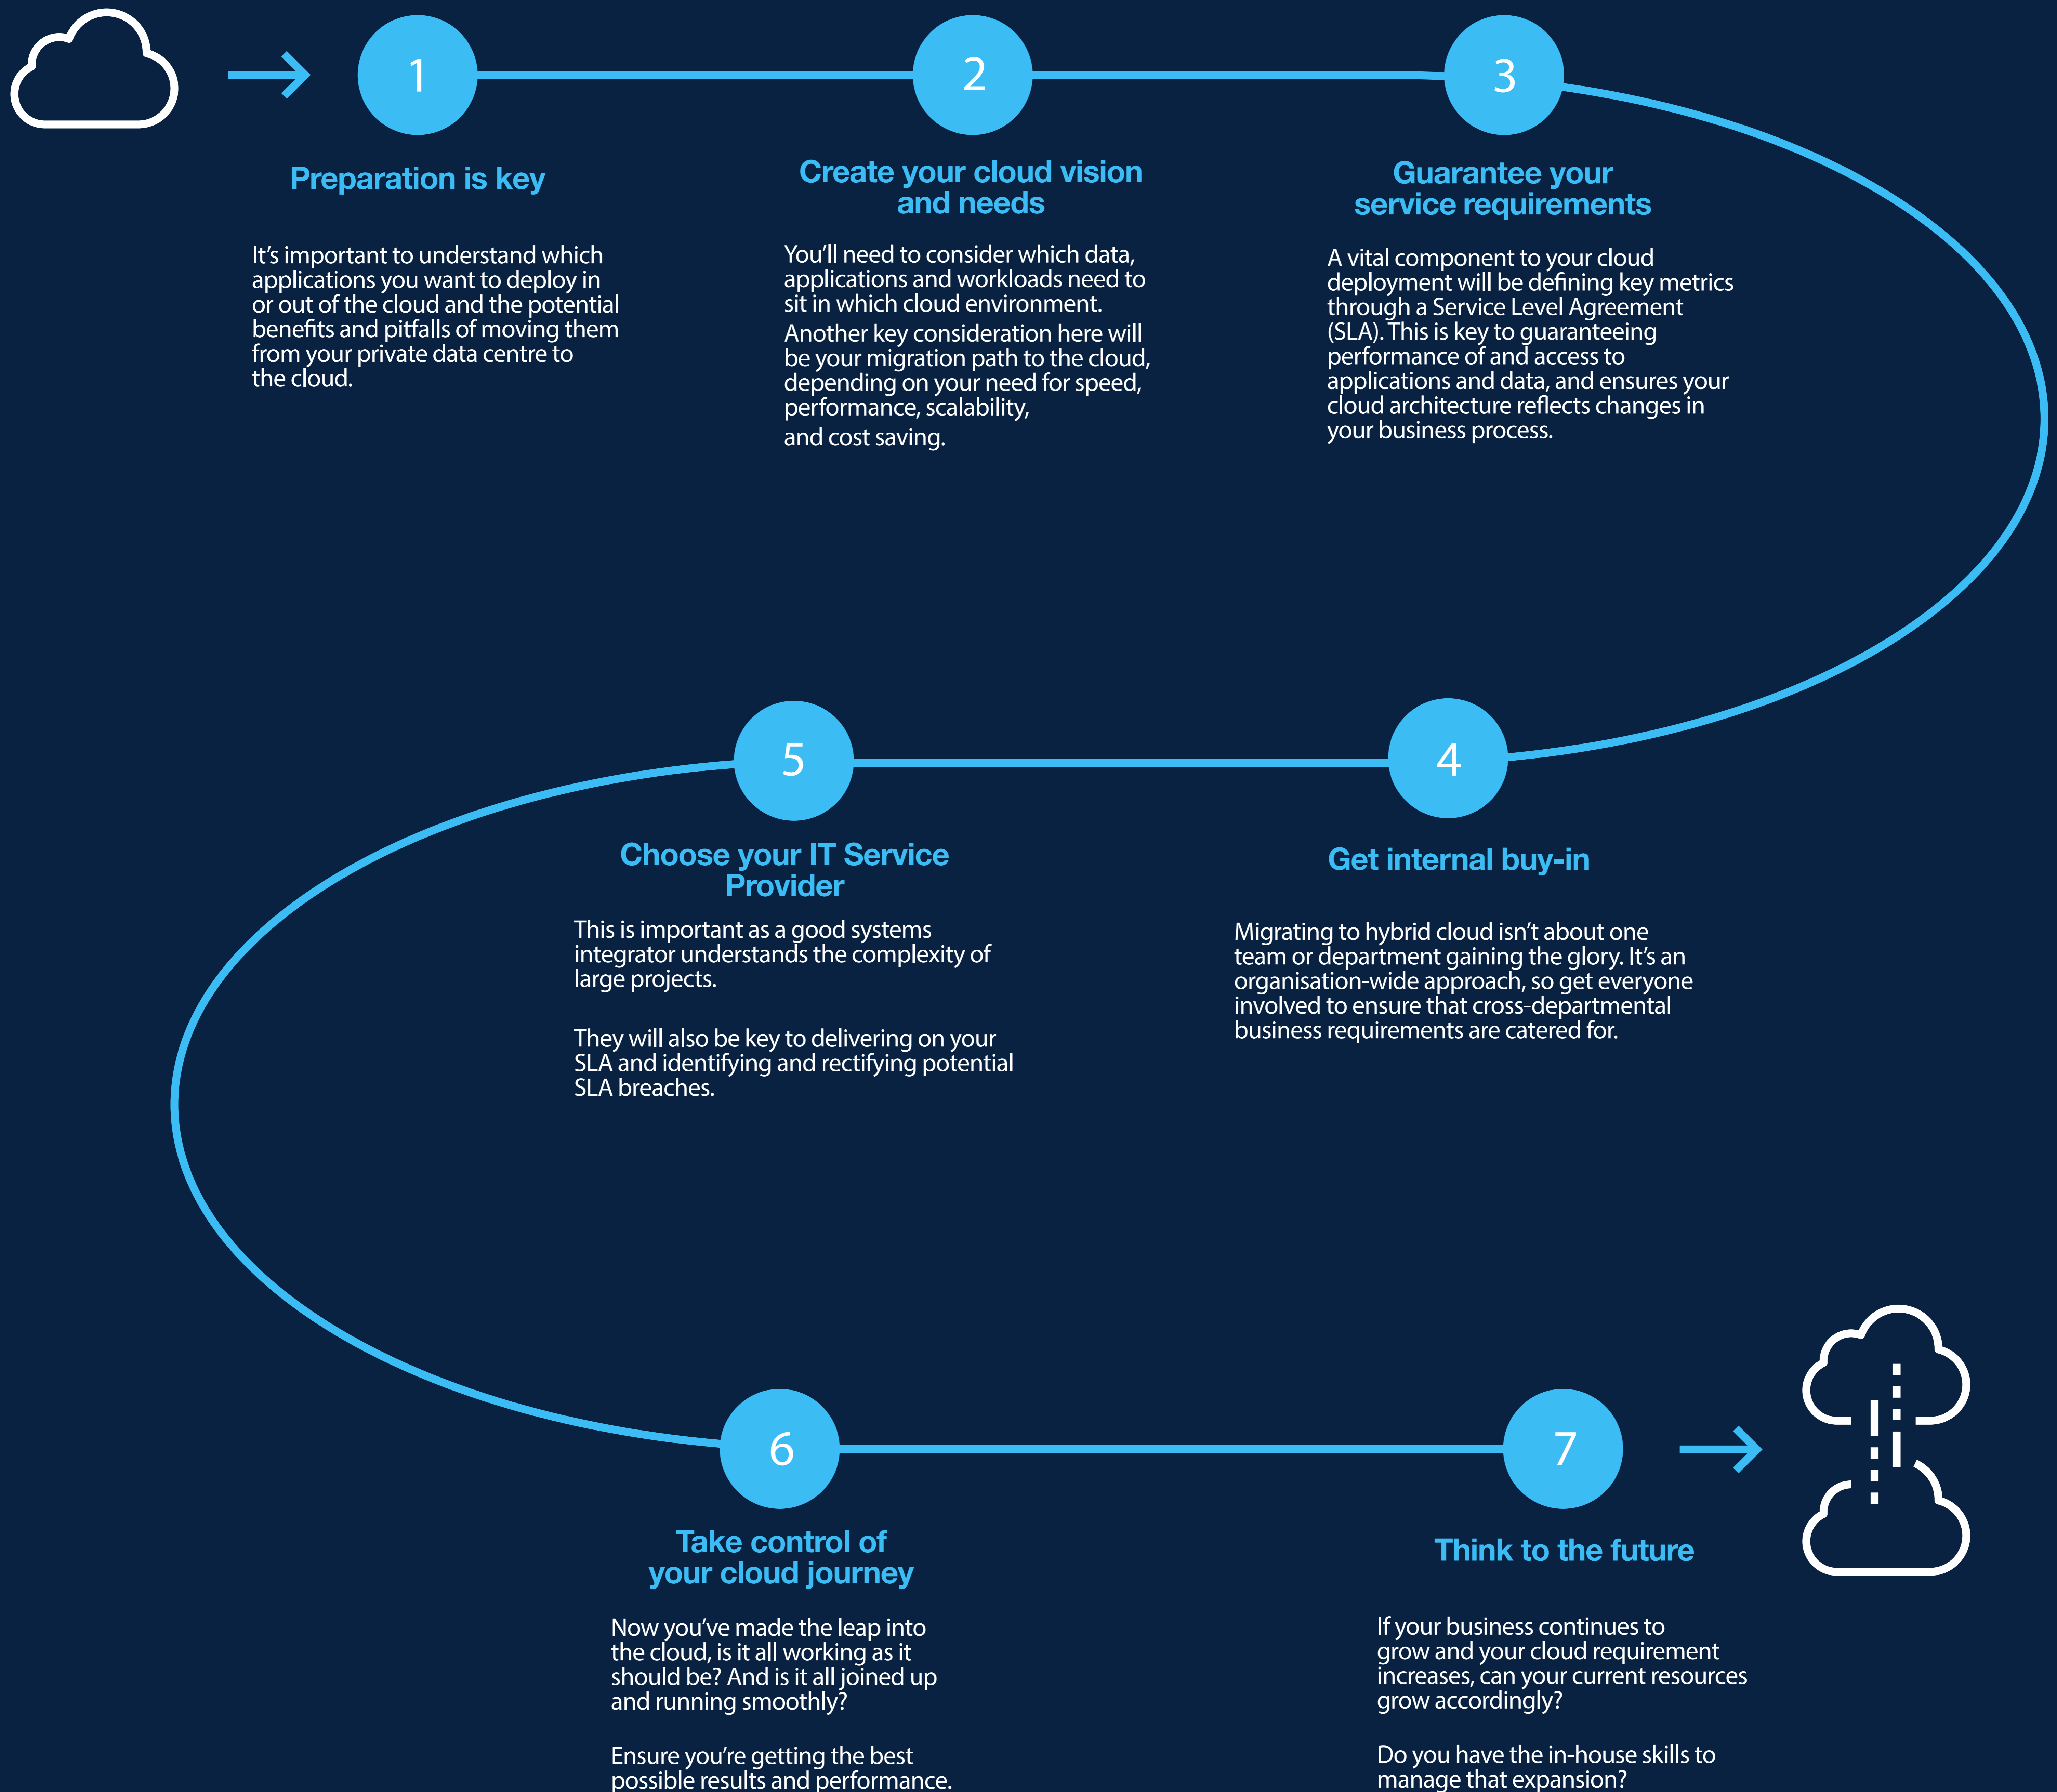 1
Preparation is key
It’s important to understand which
applications you want to deploy in
or out of the cloud and the potential
benefits and pitfalls of moving them
from your private data centre to
the cloud.
2
Create your cloud vision
and needs
You’ll need to consider which data,
applications and workloads need to
sit in which cloud environment.
Another key consideration here will
be your migration path to the cloud,
depending on your need for speed,
performance, scalability,
and cost saving.
3
Guarantee your
service requirements
A vital component to your cloud
deployment will be defining key metrics
through a Service Level Agreement
(SLA). This is key to guaranteeing
performance of and access to
applications and data, and ensures your
cloud architecture reflects changes in
your business process.
4
Get internal buy-in
Migrating to hybrid cloud isn’t about one
team or department gaining the glory. It’s an
organisation-wide approach, so get everyone
involved to ensure that cross-departmental
business requirements are catered for.
5
Choose your IT Service
Provider
This is important as a good systems
integrator understands the complexity of
large projects.
They will also be key to delivering on your
SLA and identifying and rectifying potential
SLA breaches.
6
Take control of
your cloud journey
Now you’ve made the leap into
the cloud, is it all working as it
should be? And is it all joined up
and running smoothly?
Ensure you’re getting the best
possible results and performance.
7
Think to the future
If your business continues to
grow and your cloud requirement
increases, can your current resources
grow accordingly?
Do you have the in-house skills to
manage that expansion?